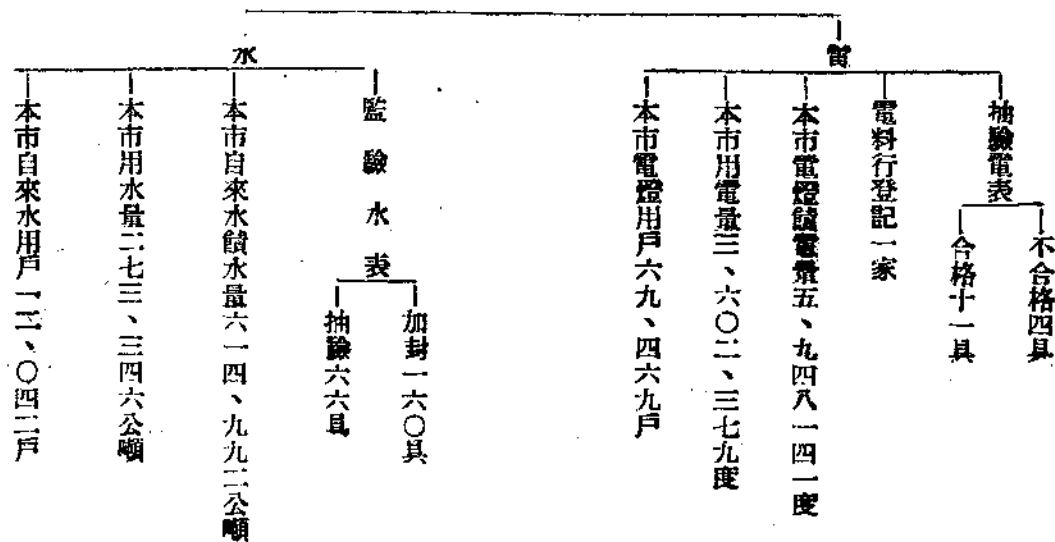 電
抽驗電表
不合格四具
合格十一具
電料行登記一家
本市電燈饋電量五、九四八一四一度
本市用電量三、六〇二、三七九度
本市電燈用戶六九、四六九戶
水
監驗水表
加封一六〇具
抽驗六六具
本市自來水饋水量六一四、九九二公噸
本市用水量二七三、三四六公噸
本市自來水用戶一二、〇四二戶